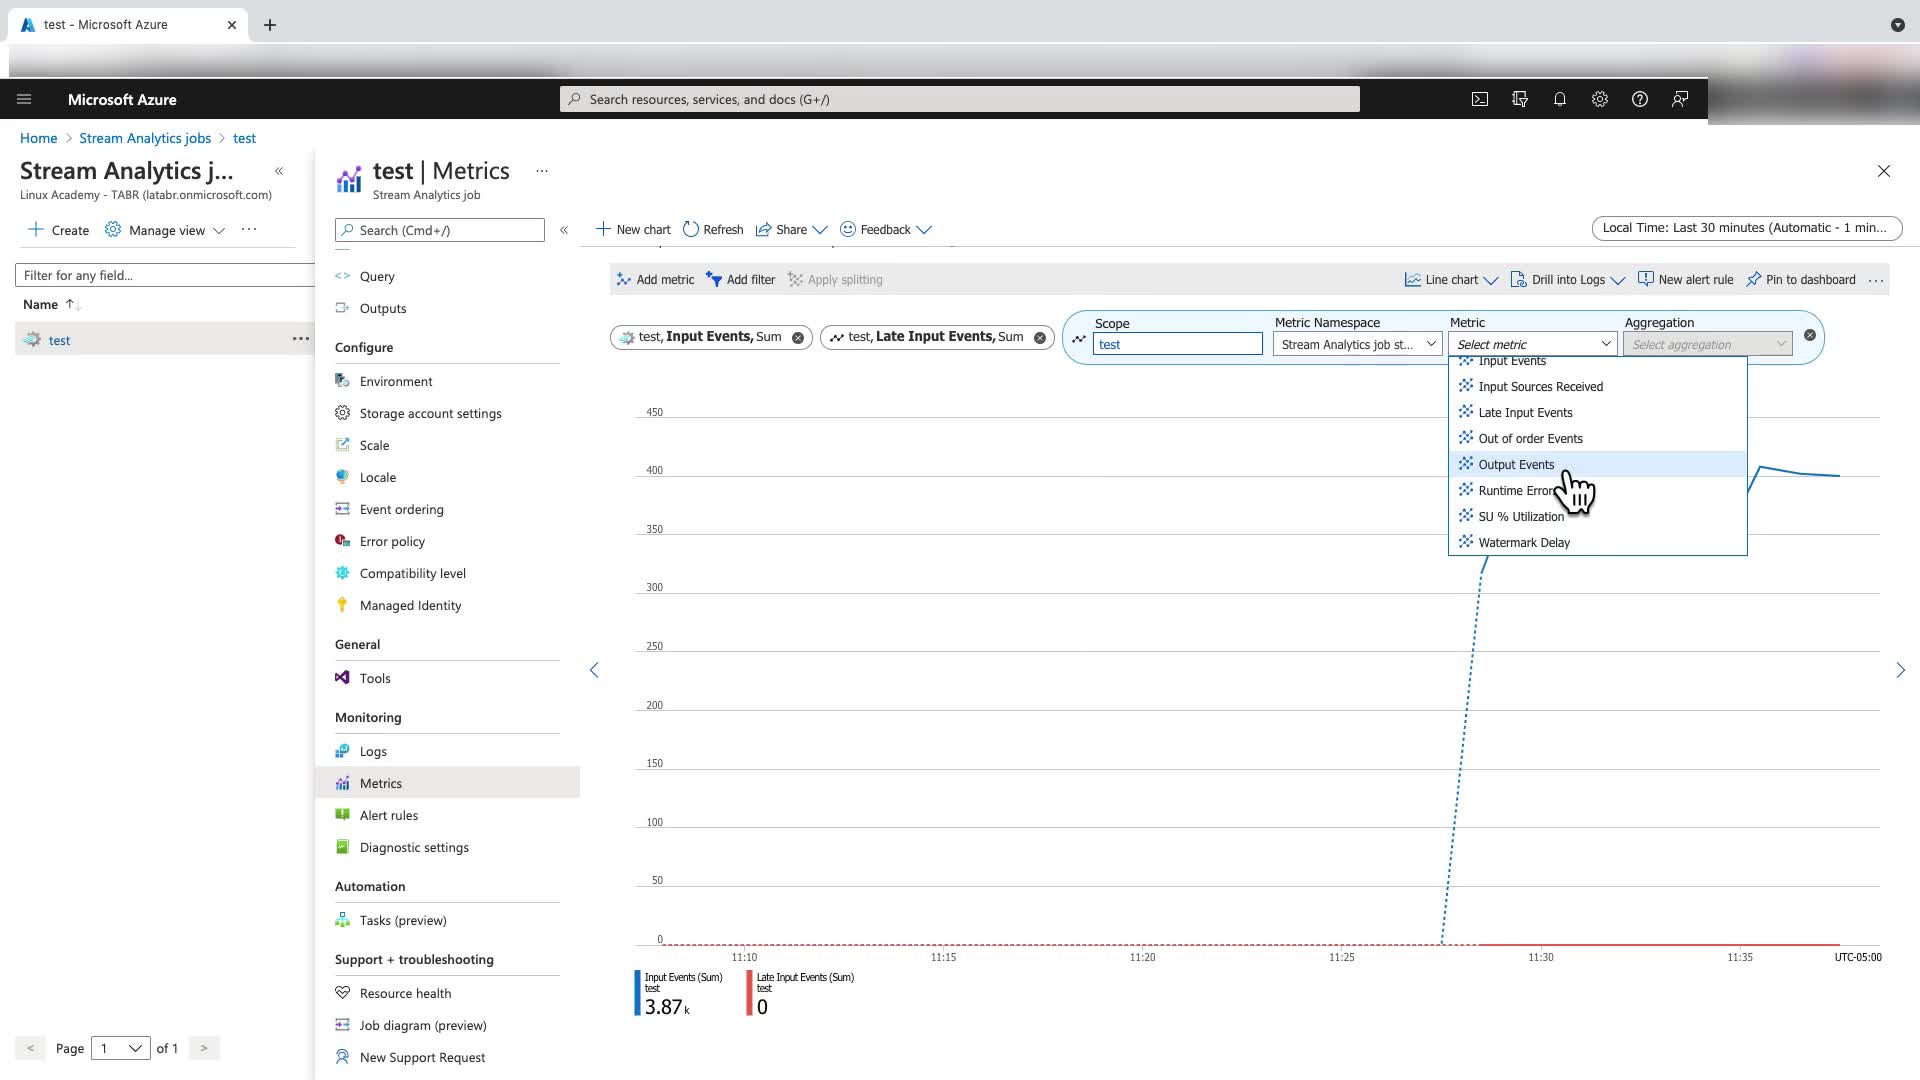 test - Microsoft Azure
Microsoft Azure
Search resources, services, and docs (G+/)
Home > Stream Analytics jobs > test
Stream Analytics j...
Linux Academy - TABR (latabr.onmicrosoft.com)
Create
Manage view
Filter for any field...
Name
test
Page 1 of 1
test | Metrics
Stream Analytics job
Search (Cmd+/)
Query
Outputs
Configure
Environment
Storage account settings
Scale
Locale
Event ordering
Error policy
Compatibility level
Managed Identity
General
Tools
Monitoring
Logs
Metrics
Alert rules
Diagnostic settings
Automation
Tasks (preview)
Support + troubleshooting
Resource health
Job diagram (preview)
New Support Request
New chart
Refresh
Share
Feedback
Local Time: Last 30 minutes (Automatic - 1 min...
Add metric
Add filter
Apply splitting
Line chart
Drill into Logs
New alert rule
Pin to dashboard
test, Input Events, Sum
test, Late Input Events, Sum
Scope
test
Metric Namespace
Stream Analytics job st...
Metric
Select metric
Aggregation
Select aggregation
Input Events
Input Sources Received
Late Input Events
Out of order Events
Output Events
Runtime Error
SU % Utilization
Watermark Delay
450
400
350
300
250
200
150
100
50
0
11:10
11:15
11:20
11:25
11:30
11:35
UTC-05:00
Input Events (Sum)
test
3.87 k
Late Input Events (Sum)
test
0